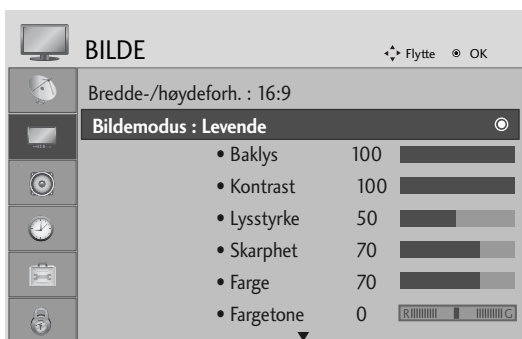 BILDE
Flytte OK
Bredde-/høydeforh. : 16:9
Bildemodus : Levende
• Baklys 100
• Kontrast 100
• Lysstyrke 50
• Skarphet 70
• Farge 70
• Fargetone 0 R G